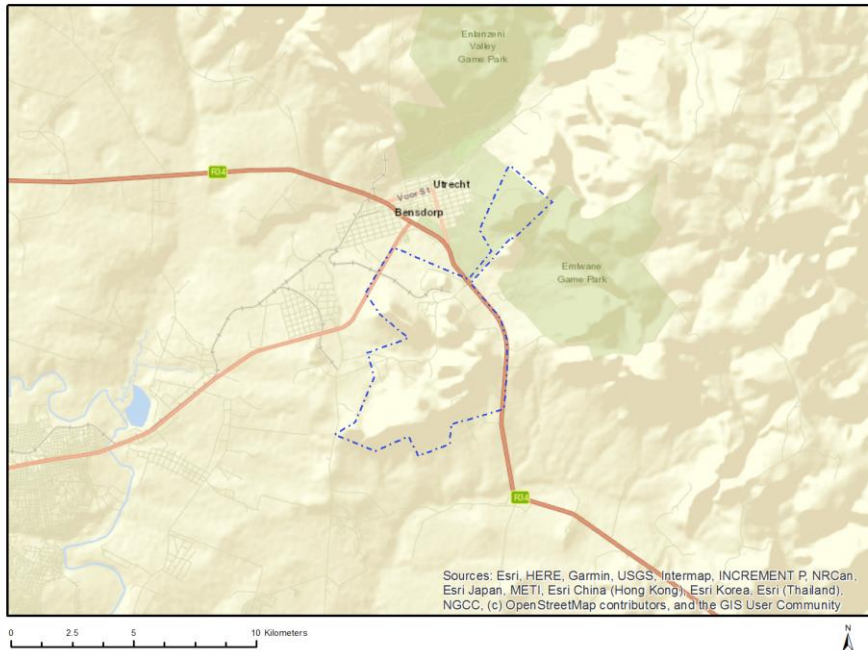 Enlanzeni
Valley
Game Park
R34
Utrecht
Voor St
Bensdorp
Emlwane
Game Park
R34
Sources: Esri, HERE, Garmin, USGS, Intermap, INCREMENT P, NRCan,
Esri Japan, METI, Esri China (Hong Kong), Esri Korea, Esri (Thailand),
NGCC, (c) OpenStreetMap contributors, and the GIS User Community
0 2.5 5 10 Kilometers
N